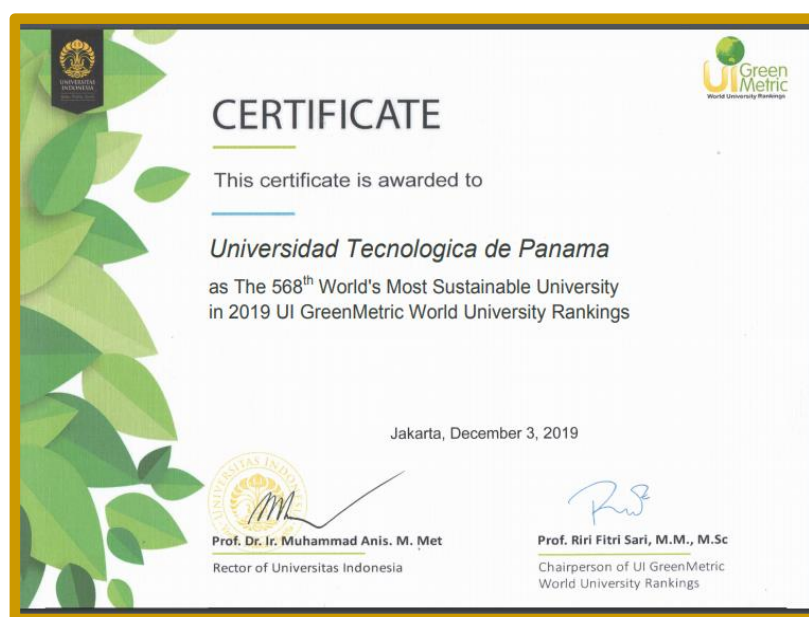 UNIVERSITAS
INDONESIA
UI Green
Metric
World University Rankings
CERTIFICATE
This certificate is awarded to
Universidad Tecnologica de Panama
as The 568th World's Most Sustainable University
in 2019 UI GreenMetric World University Rankings
Jakarta, December 3, 2019
UNIVERSITAS INDONESIA
Prof. Dr. Ir. Muhammad Anis. M. Met
Rector of Universitas Indonesia
Prof. Riri Fitri Sari, M.M., M.Sc
Chairperson of UI GreenMetric
World University Rankings